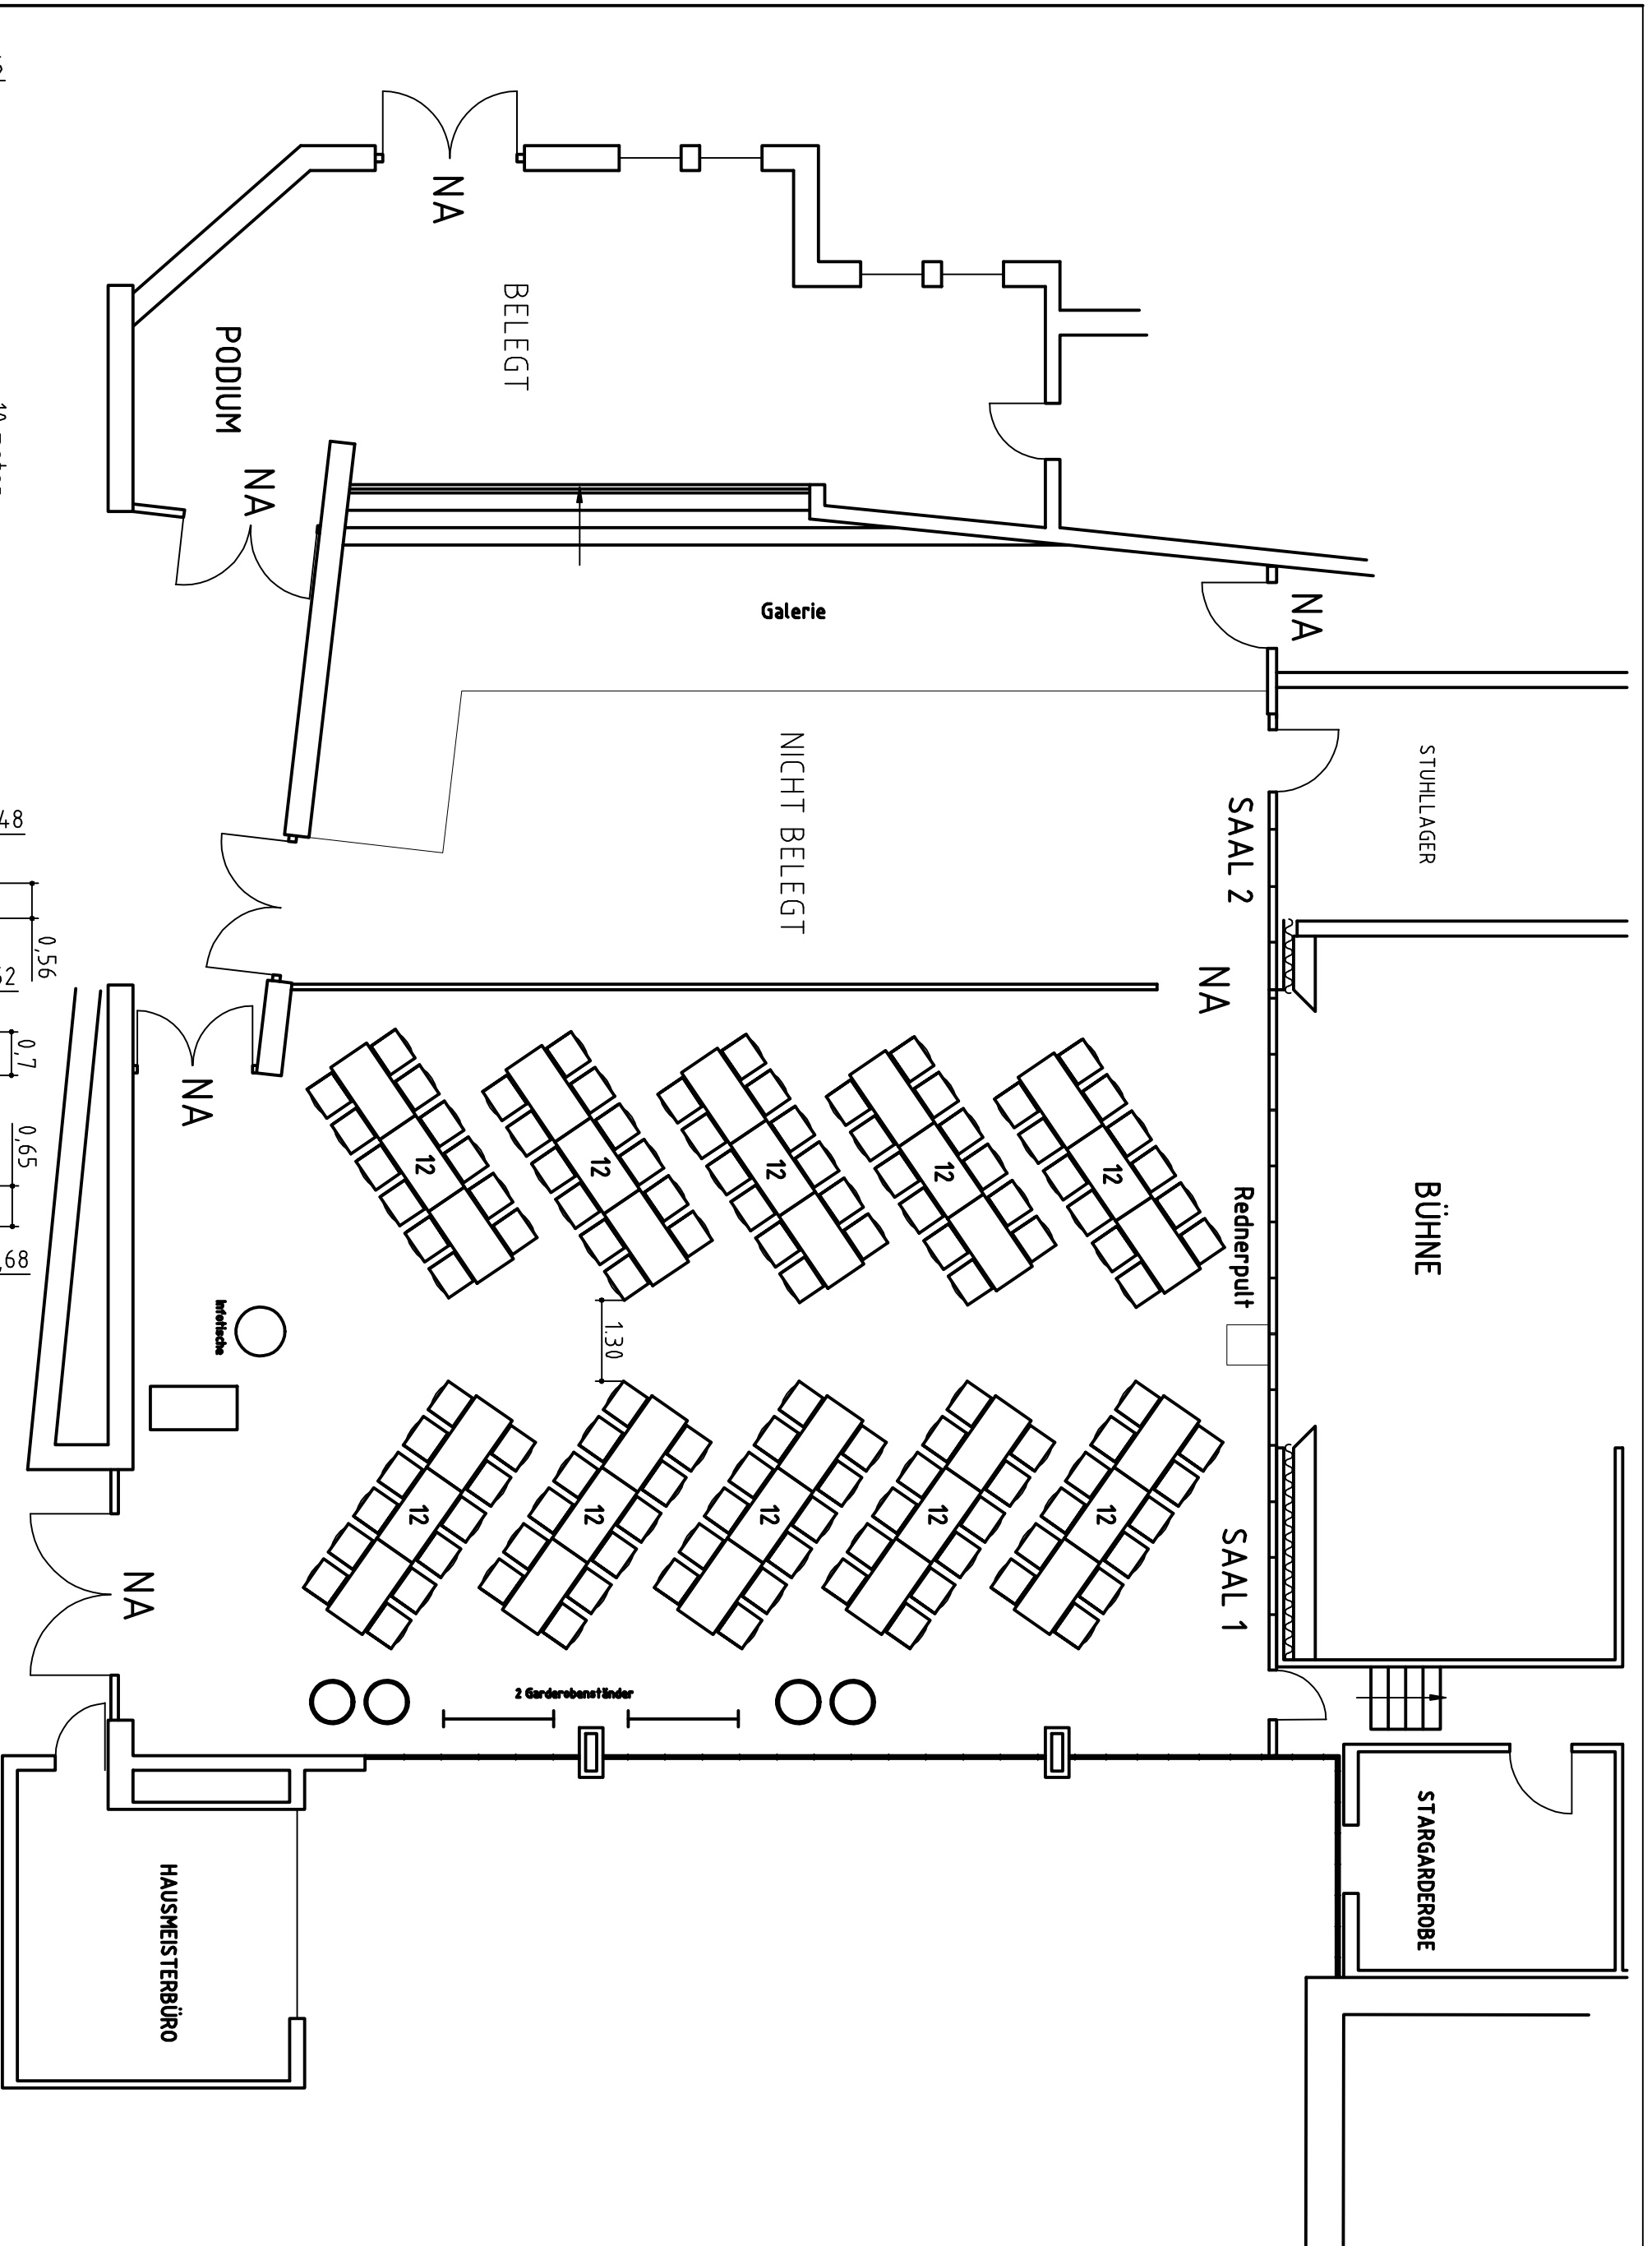 STUHLLAGER
BÜHNE
STARGARDEROBE
NA
SAAL 2
NA
Rednerpult
SAAL 1
Galerie
NICHT BELEGT
BELEGT
NA
PODIUM
NA
12
12
12
12
12
12
12
12
12
12
1.30
2 Garderobenständer
Infotische
NA
NA
HAUSMEISTERBÜRO
0,56
0,7
0,65